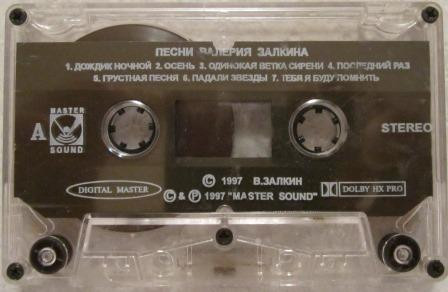 ПЕСНИ ВАЛЕРИЯ ЗАЛКИНА
1. ДОЖДИК НОЧНОЙ 2. ОСЕНЬ 3. ОДИНОКАЯ ВЕТКА СИРЕНИ 4. ПОСЛЕДНИЙ РАЗ
5. ГРУСТНАЯ ПЕСНЯ 6. ПАДАЛИ ЗВЕЗДЫ 7. ТЕБЯ Я БУДУ ПОМНИТЬ
MASTER
SOUND
A
STEREO
DIGITAL MASTER
© 1997 В.ЗАЛКИН
© & ℗ 1997 "MASTER SOUND"
DOLBY HX PRO